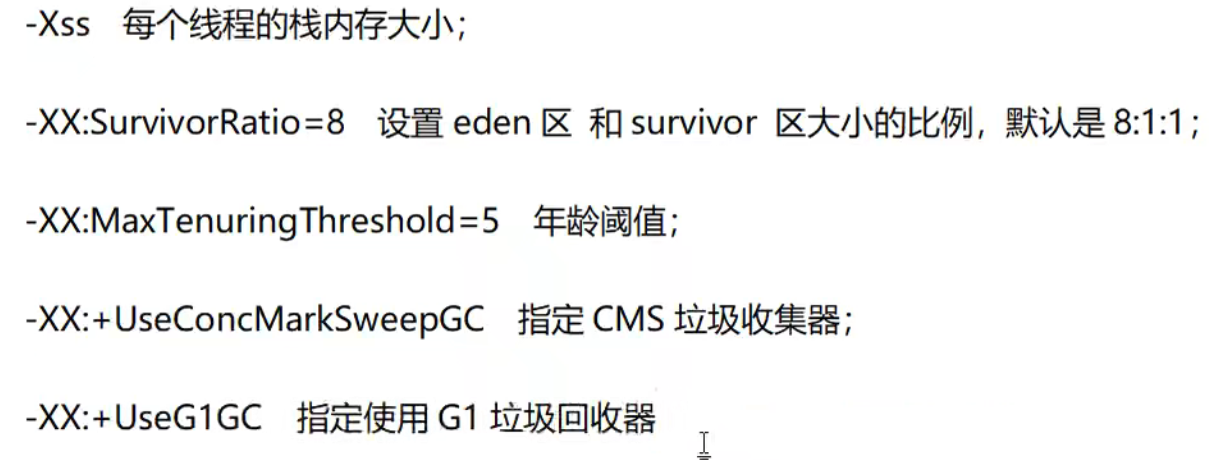 -Xss 每个线程的栈内存大小；
-XX:SurvivorRatio=8 设置 eden 区 和 survivor 区大小的比例，默认是 8:1:1；
-XX:MaxTenuringThreshold=5 年龄阈值；
-XX:+UseConcMarkSweepGC 指定 CMS 垃圾收集器；
-XX:+UseG1GC 指定使用 G1 垃圾回收器